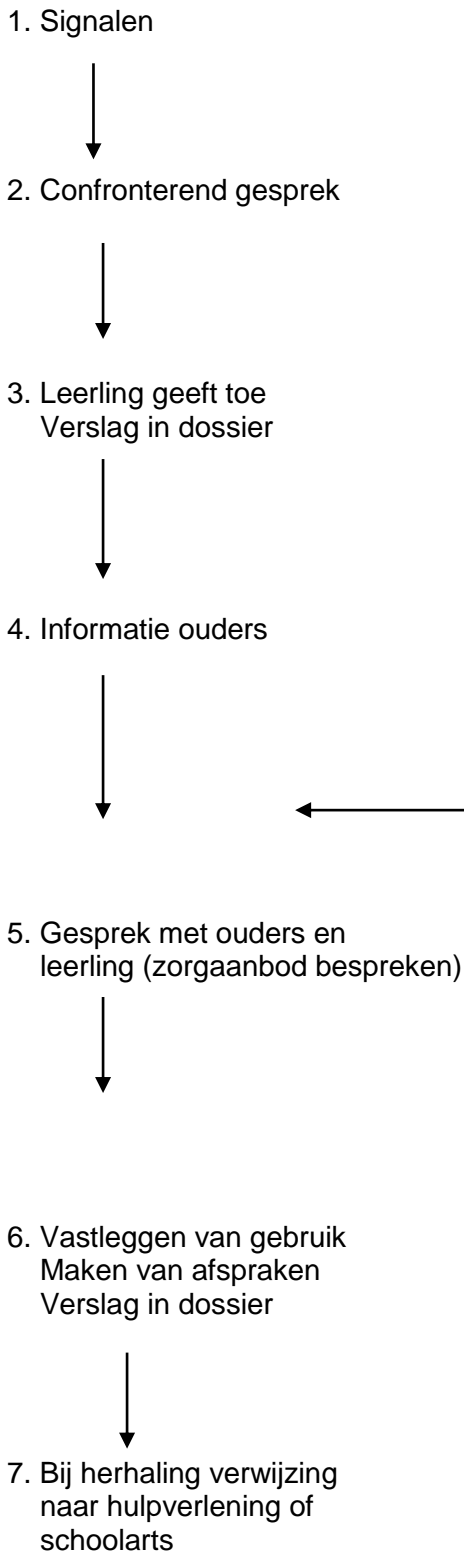 1. Signalen
2. Confronterend gesprek
3. Leerling geeft toe
Verslag in dossier
4. Informatie ouders
5. Gesprek met ouders en
leerling (zorgaanbod bespreken)
6. Vastleggen van gebruik
Maken van afspraken
Verslag in dossier
7. Bij herhaling verwijzing
naar hulpverlening of
schoolarts